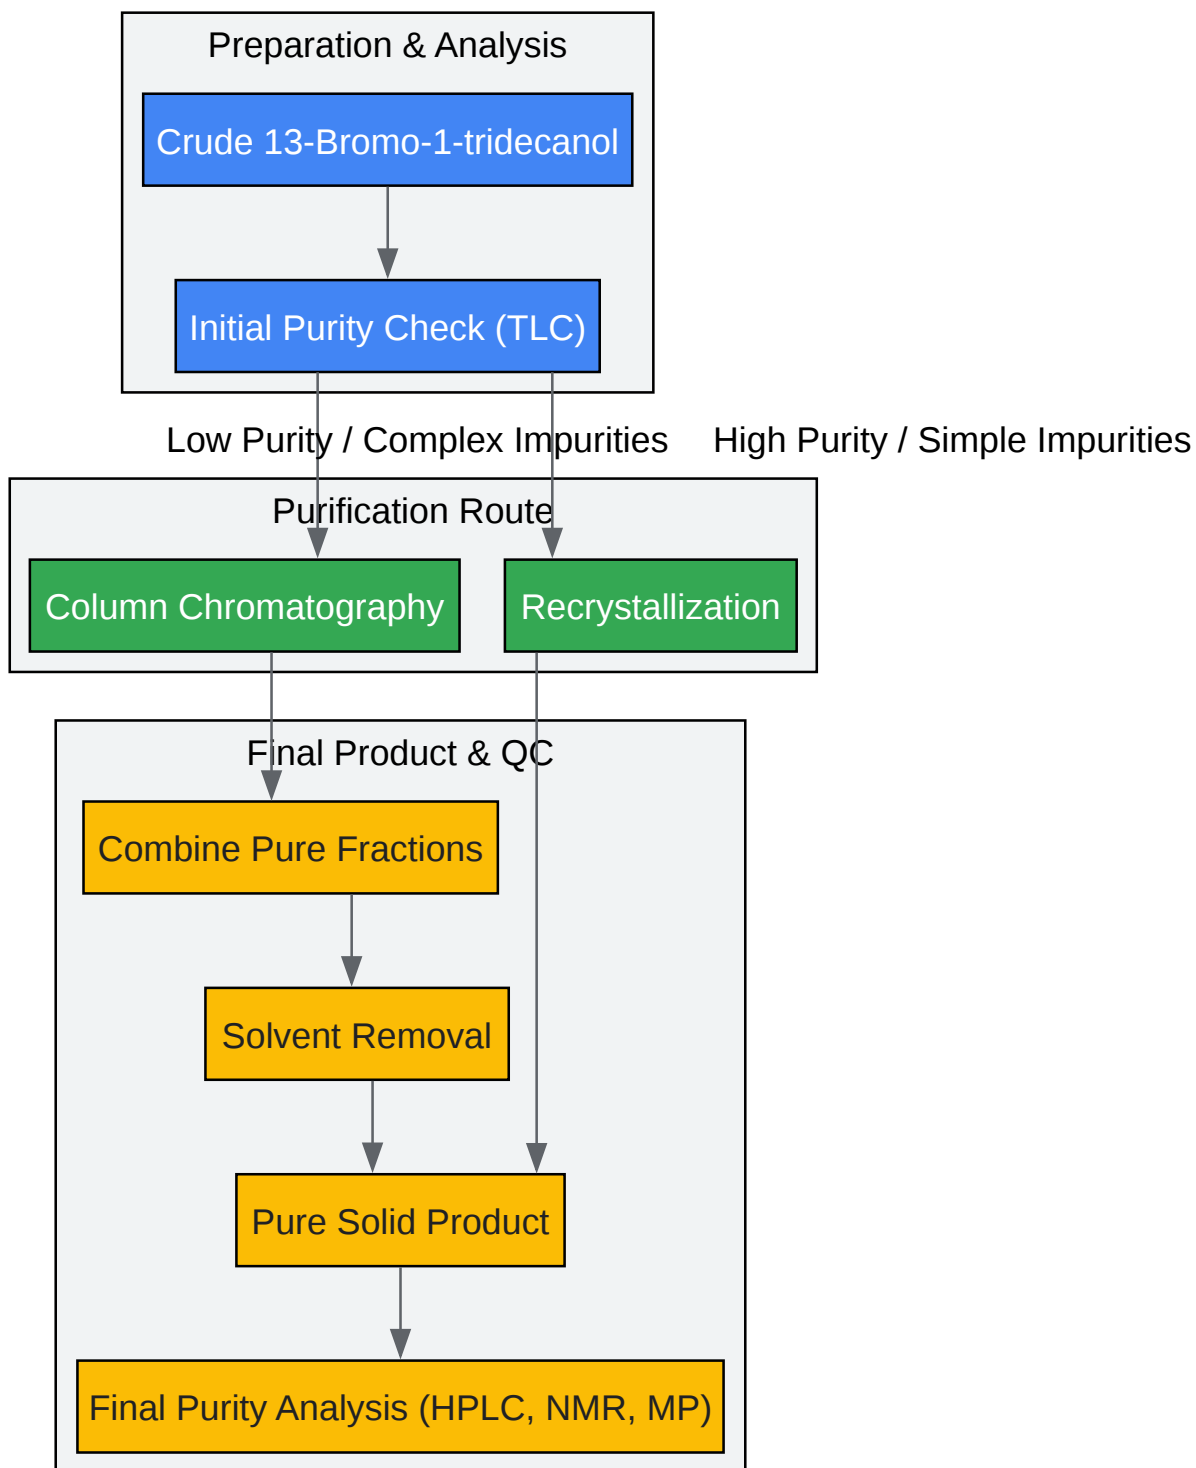 Preparation & Analysis
Crude 13-Bromo-1-tridecanol
Initial Purity Check (TLC)
Low Purity / Complex Impurities
High Purity / Simple Impurities
Purification Route
Column Chromatography
Recrystallization
Final Product & QC
Combine Pure Fractions
Solvent Removal
Pure Solid Product
Final Purity Analysis (HPLC, NMR, MP)